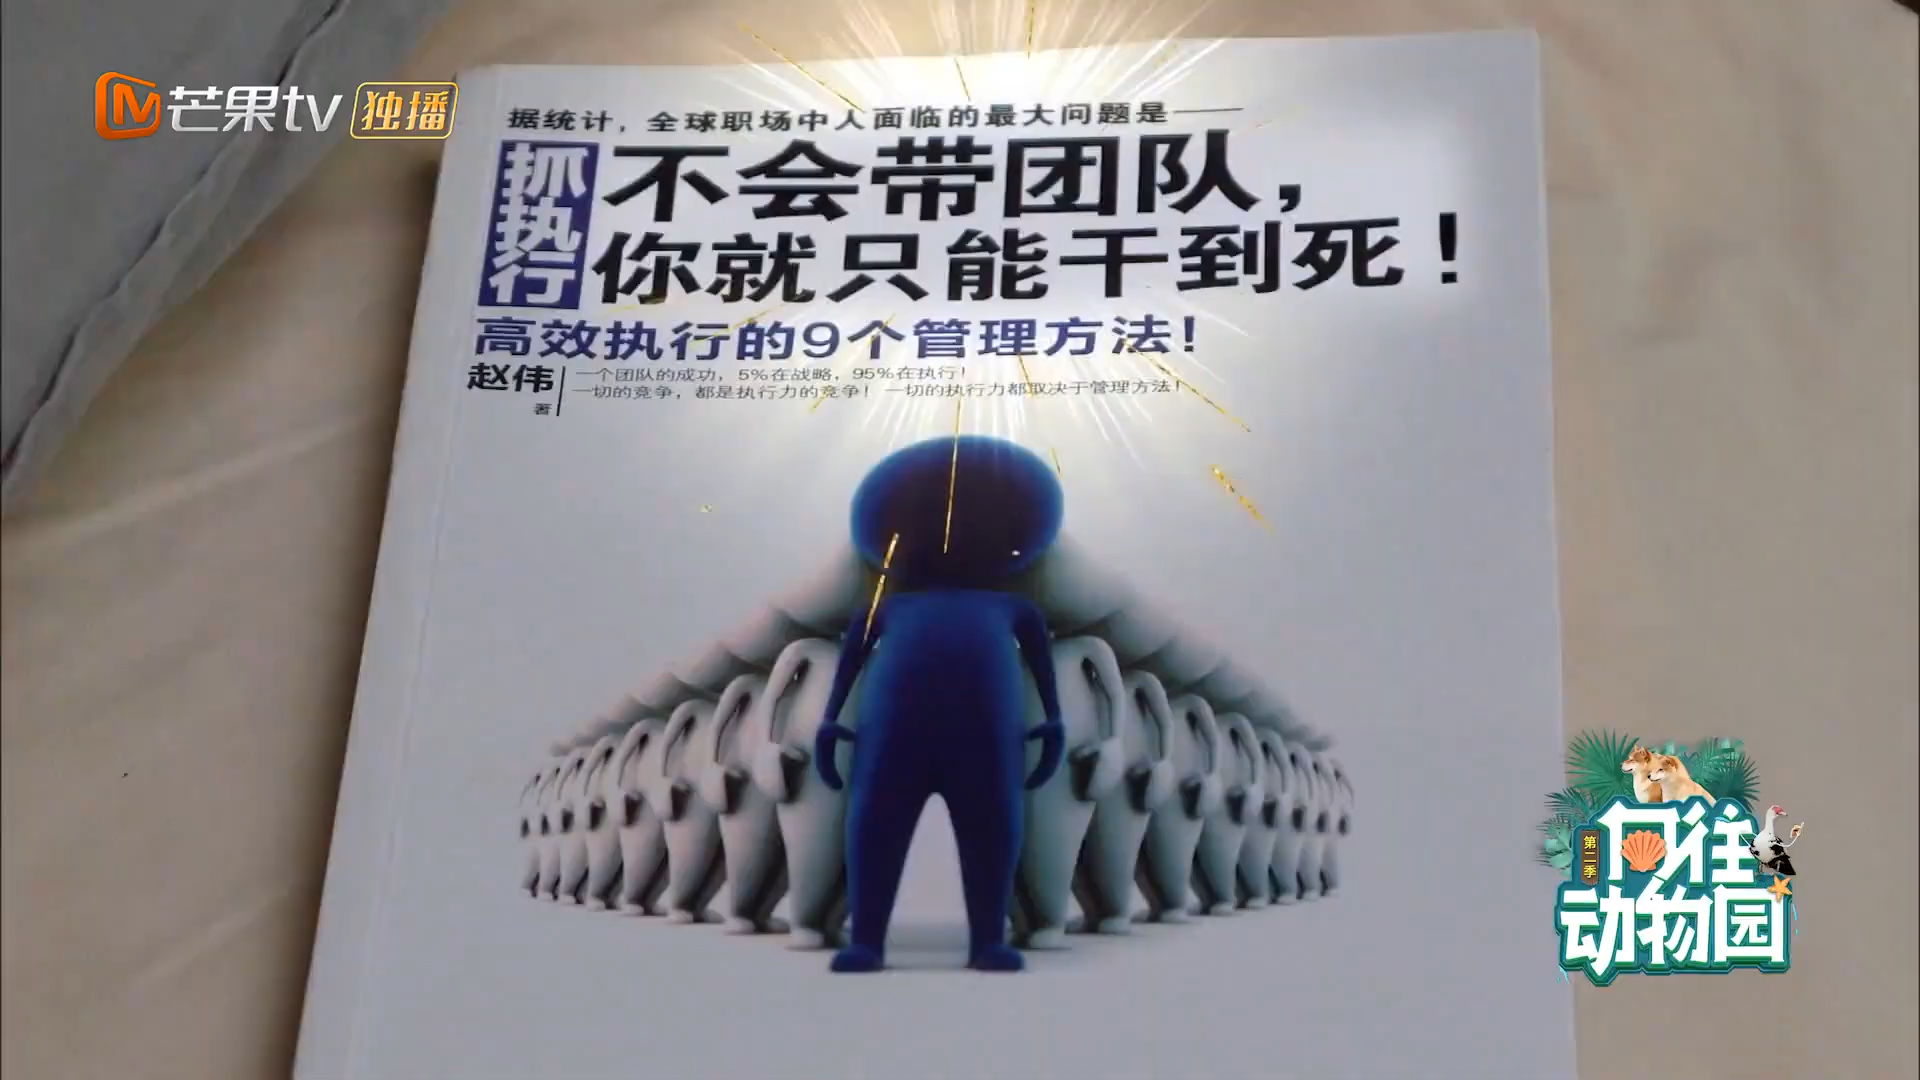 芒果tv 独播
据统计，全球职场中人面临的最大问题是——
抓执行
不会带团队，
你就只能干到死！
高效执行的9个管理方法！
赵伟 著
一个团队的成功，5%在战略，95%在执行！
一切的竞争，都是执行力的竞争！ 一切的执行力都取决于管理方法！
第二季
向往
动物园